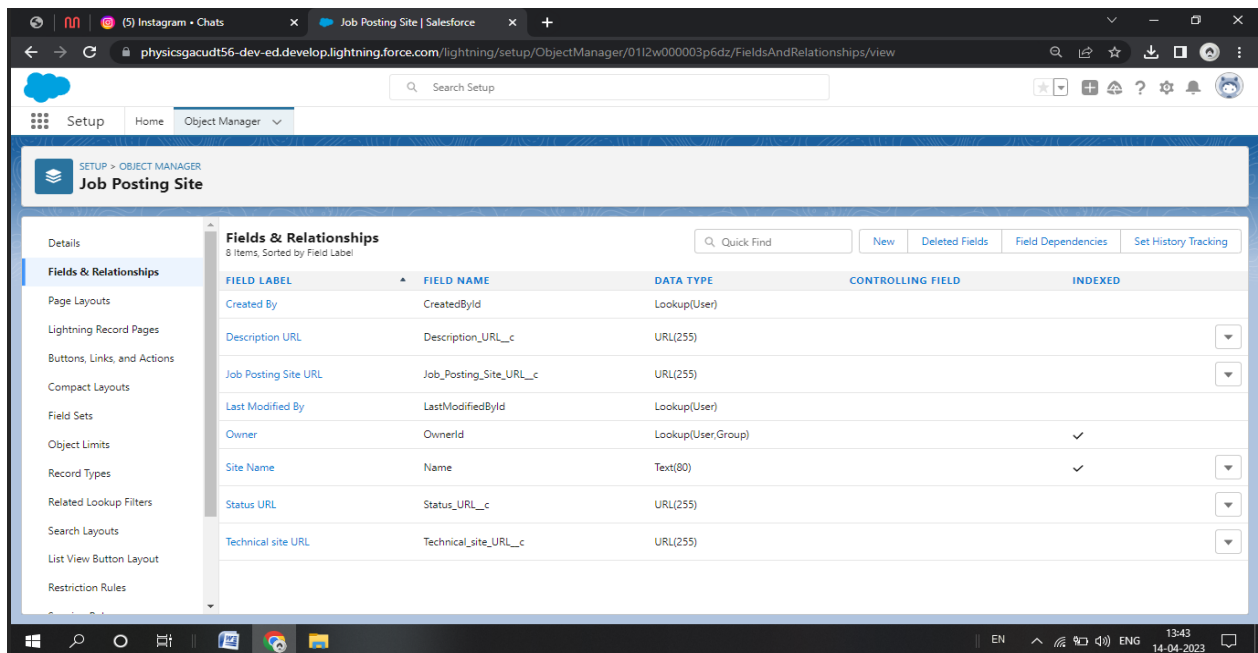 (5) Instagram • Chats
Job Posting Site | Salesforce
physicsgacudt56-dev-ed.develop.lightning.force.com/lightning/setup/ObjectManager/01I2w000003p6dz/FieldsAndRelationships/view
Search Setup
Setup Home Object Manager
SETUP > OBJECT MANAGER
Job Posting Site
Details
Fields & Relationships
Page Layouts
Lightning Record Pages
Buttons, Links, and Actions
Compact Layouts
Field Sets
Object Limits
Record Types
Related Lookup Filters
Search Layouts
List View Button Layout
Restriction Rules
Fields & Relationships
8 Items, Sorted by Field Label
Quick Find New Deleted Fields Field Dependencies Set History Tracking
FIELD LABEL FIELD NAME DATA TYPE CONTROLLING FIELD INDEXED
Created By CreatedById Lookup(User)
Description URL Description_URL__c URL(255)
Job Posting Site URL Job_Posting_Site_URL__c URL(255)
Last Modified By LastModifiedById Lookup(User)
Owner OwnerId Lookup(User,Group)
Site Name Name Text(80)
Status URL Status_URL__c URL(255)
Technical site URL Technical_site_URL__c URL(255)
EN ENG 13:43
14-04-2023